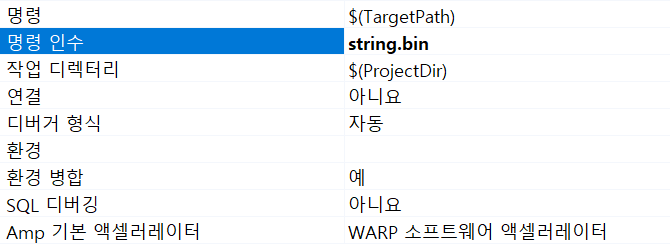 명령 $(TargetPath)
명령 인수 string.bin
작업 디렉터리 $(ProjectDir)
연결 아니요
디버거 형식 자동
환경
환경 병합 예
SQL 디버깅 아니요
Amp 기본 액셀러레이터 WARP 소프트웨어 액셀러레이터